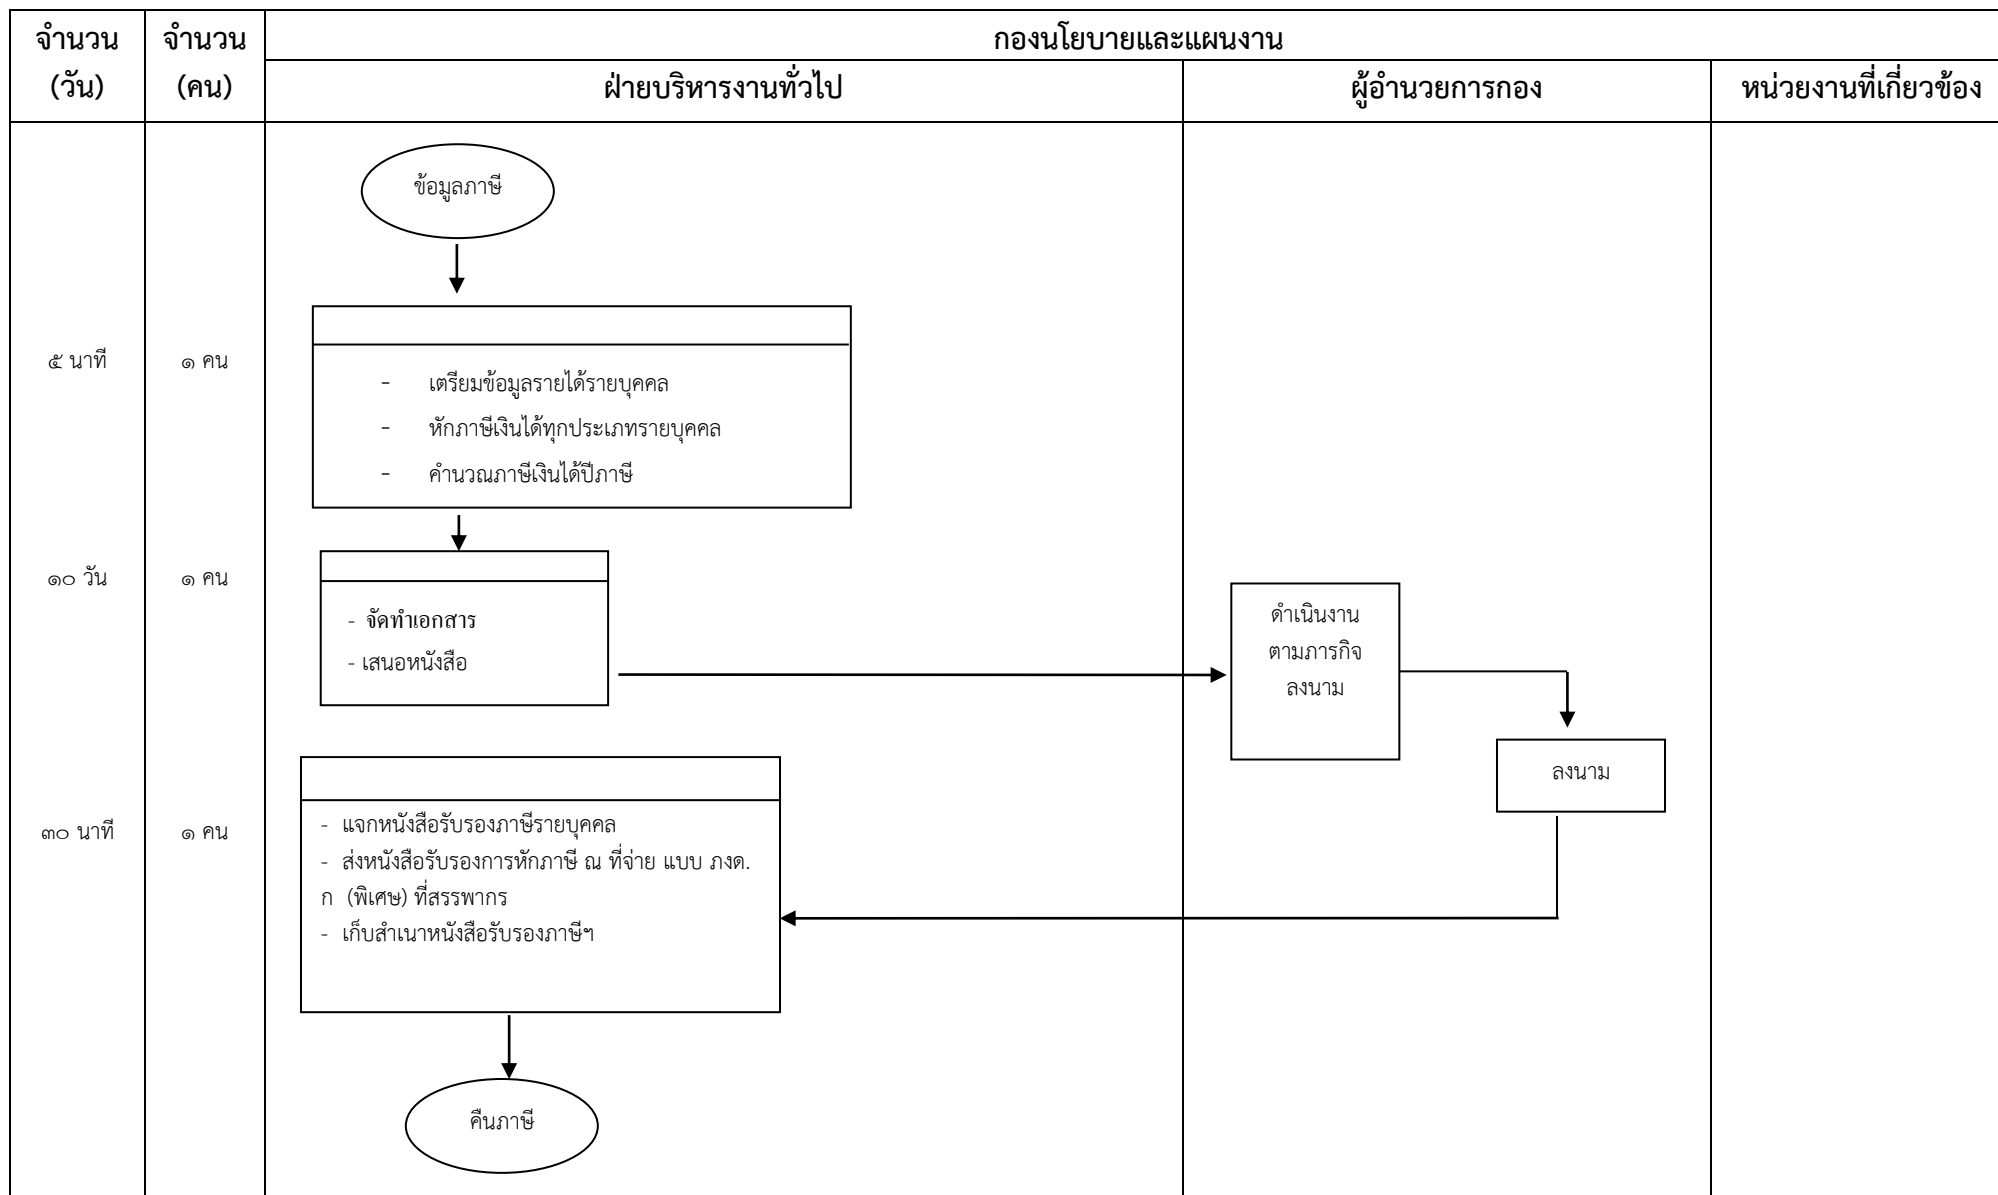 จำนวน
(วัน)
จำนวน
(คน)
กองนโยบายและแผนงาน
ฝ่ายบริหารงานทั่วไป
ผู้อำนวยการกอง
หน่วยงานที่เกี่ยวข้อง
ข้อมูลภาษี
๕ นาที
๑ คน
- เตรียมข้อมูลรายได้รายบุคคล
- หักภาษีเงินได้ทุกประเภทรายบุคคล
- คำนวณภาษีเงินได้ปีภาษี
๑๐ วัน
๑ คน
- จัดทำเอกสาร
- เสนอหนังสือ
ดำเนินงาน
ตามภารกิจ
ลงนาม
ลงนาม
๓๐ นาที
๑ คน
- แจกหนังสือรับรองภาษีรายบุคคล
- ส่งหนังสือรับรองการหักภาษี ณ ที่จ่าย แบบ ภงด.
ก (พิเศษ) ที่สรรพากร
- เก็บสำเนาหนังสือรับรองภาษีฯ
คืนภาษี